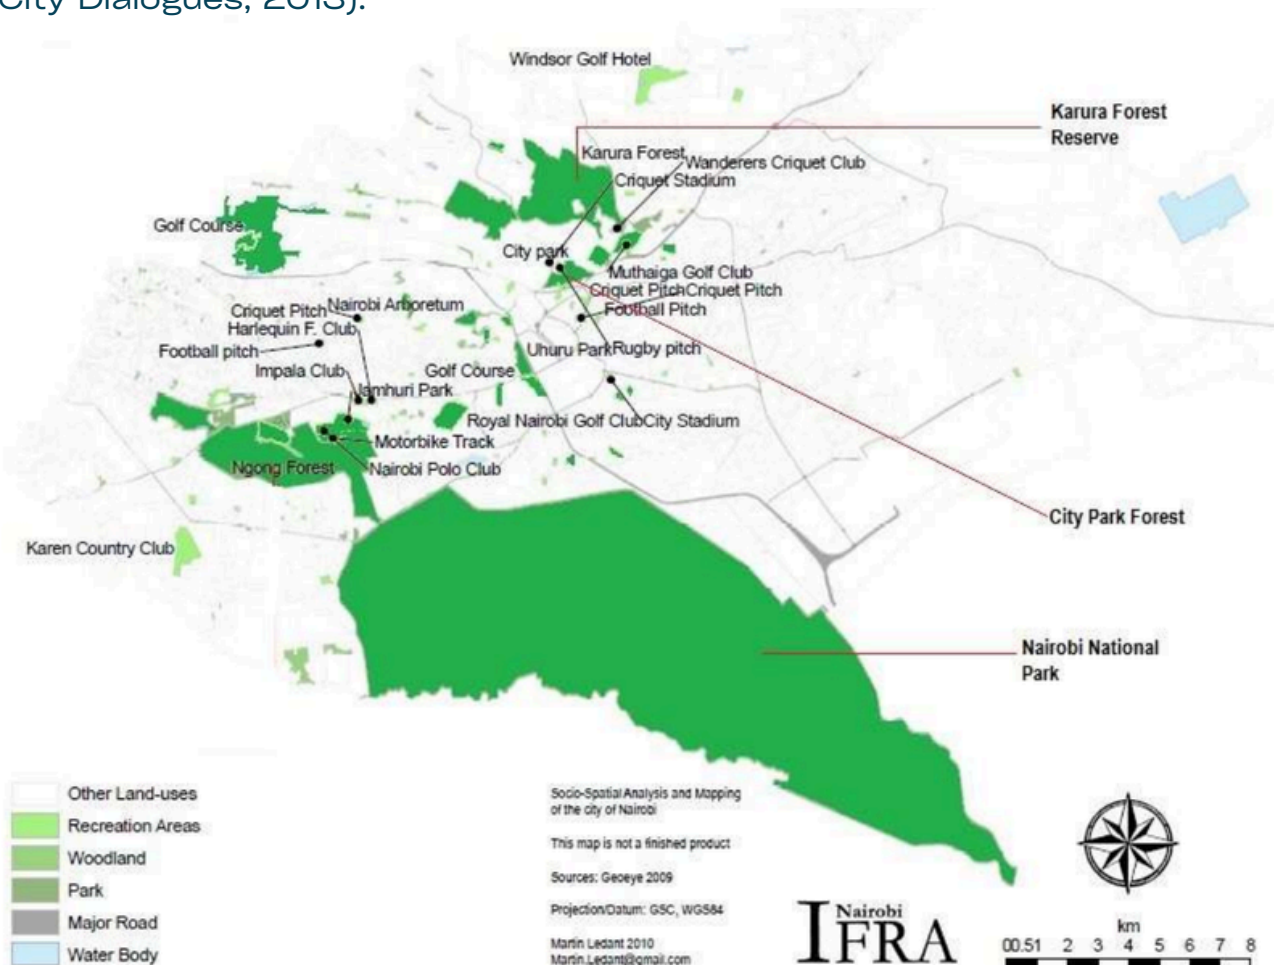 City Dialogues, 2013).
Windsor Golf Hotel
Karura Forest
Reserve
Karura Forest
Wanderers Criquet Club
Criquet Stadium
Golf Course
City park
Muthaiga Golf Club
Criquet Pitch
Criquet Pitch
Nairobi Arboretum
Criquet Pitch
Football Pitch
Harlequin F. Club
Football pitch
Uhuru Park
Rugby pitch
Impala Club
Golf Course
Jamhuri Park
Royal Nairobi Golf Club
City Stadium
Motorbike Track
Ngong Forest
Nairobi Polo Club
City Park Forest
Karen Country Club
Nairobi National
Park
Other Land-uses
Recreation Areas
Woodland
Park
Major Road
Water Body
Socio-Spatial Analysis and Mapping
of the city of Nairobi
This map is not a finished product
Sources: Geoeye 2009
Projection/Datum: GSC, WGS84
Martin Ledant 2010
Martin.Ledant@gmail.com
Nairobi
IFRA
km
00.51 2 3 4 5 6 7 8